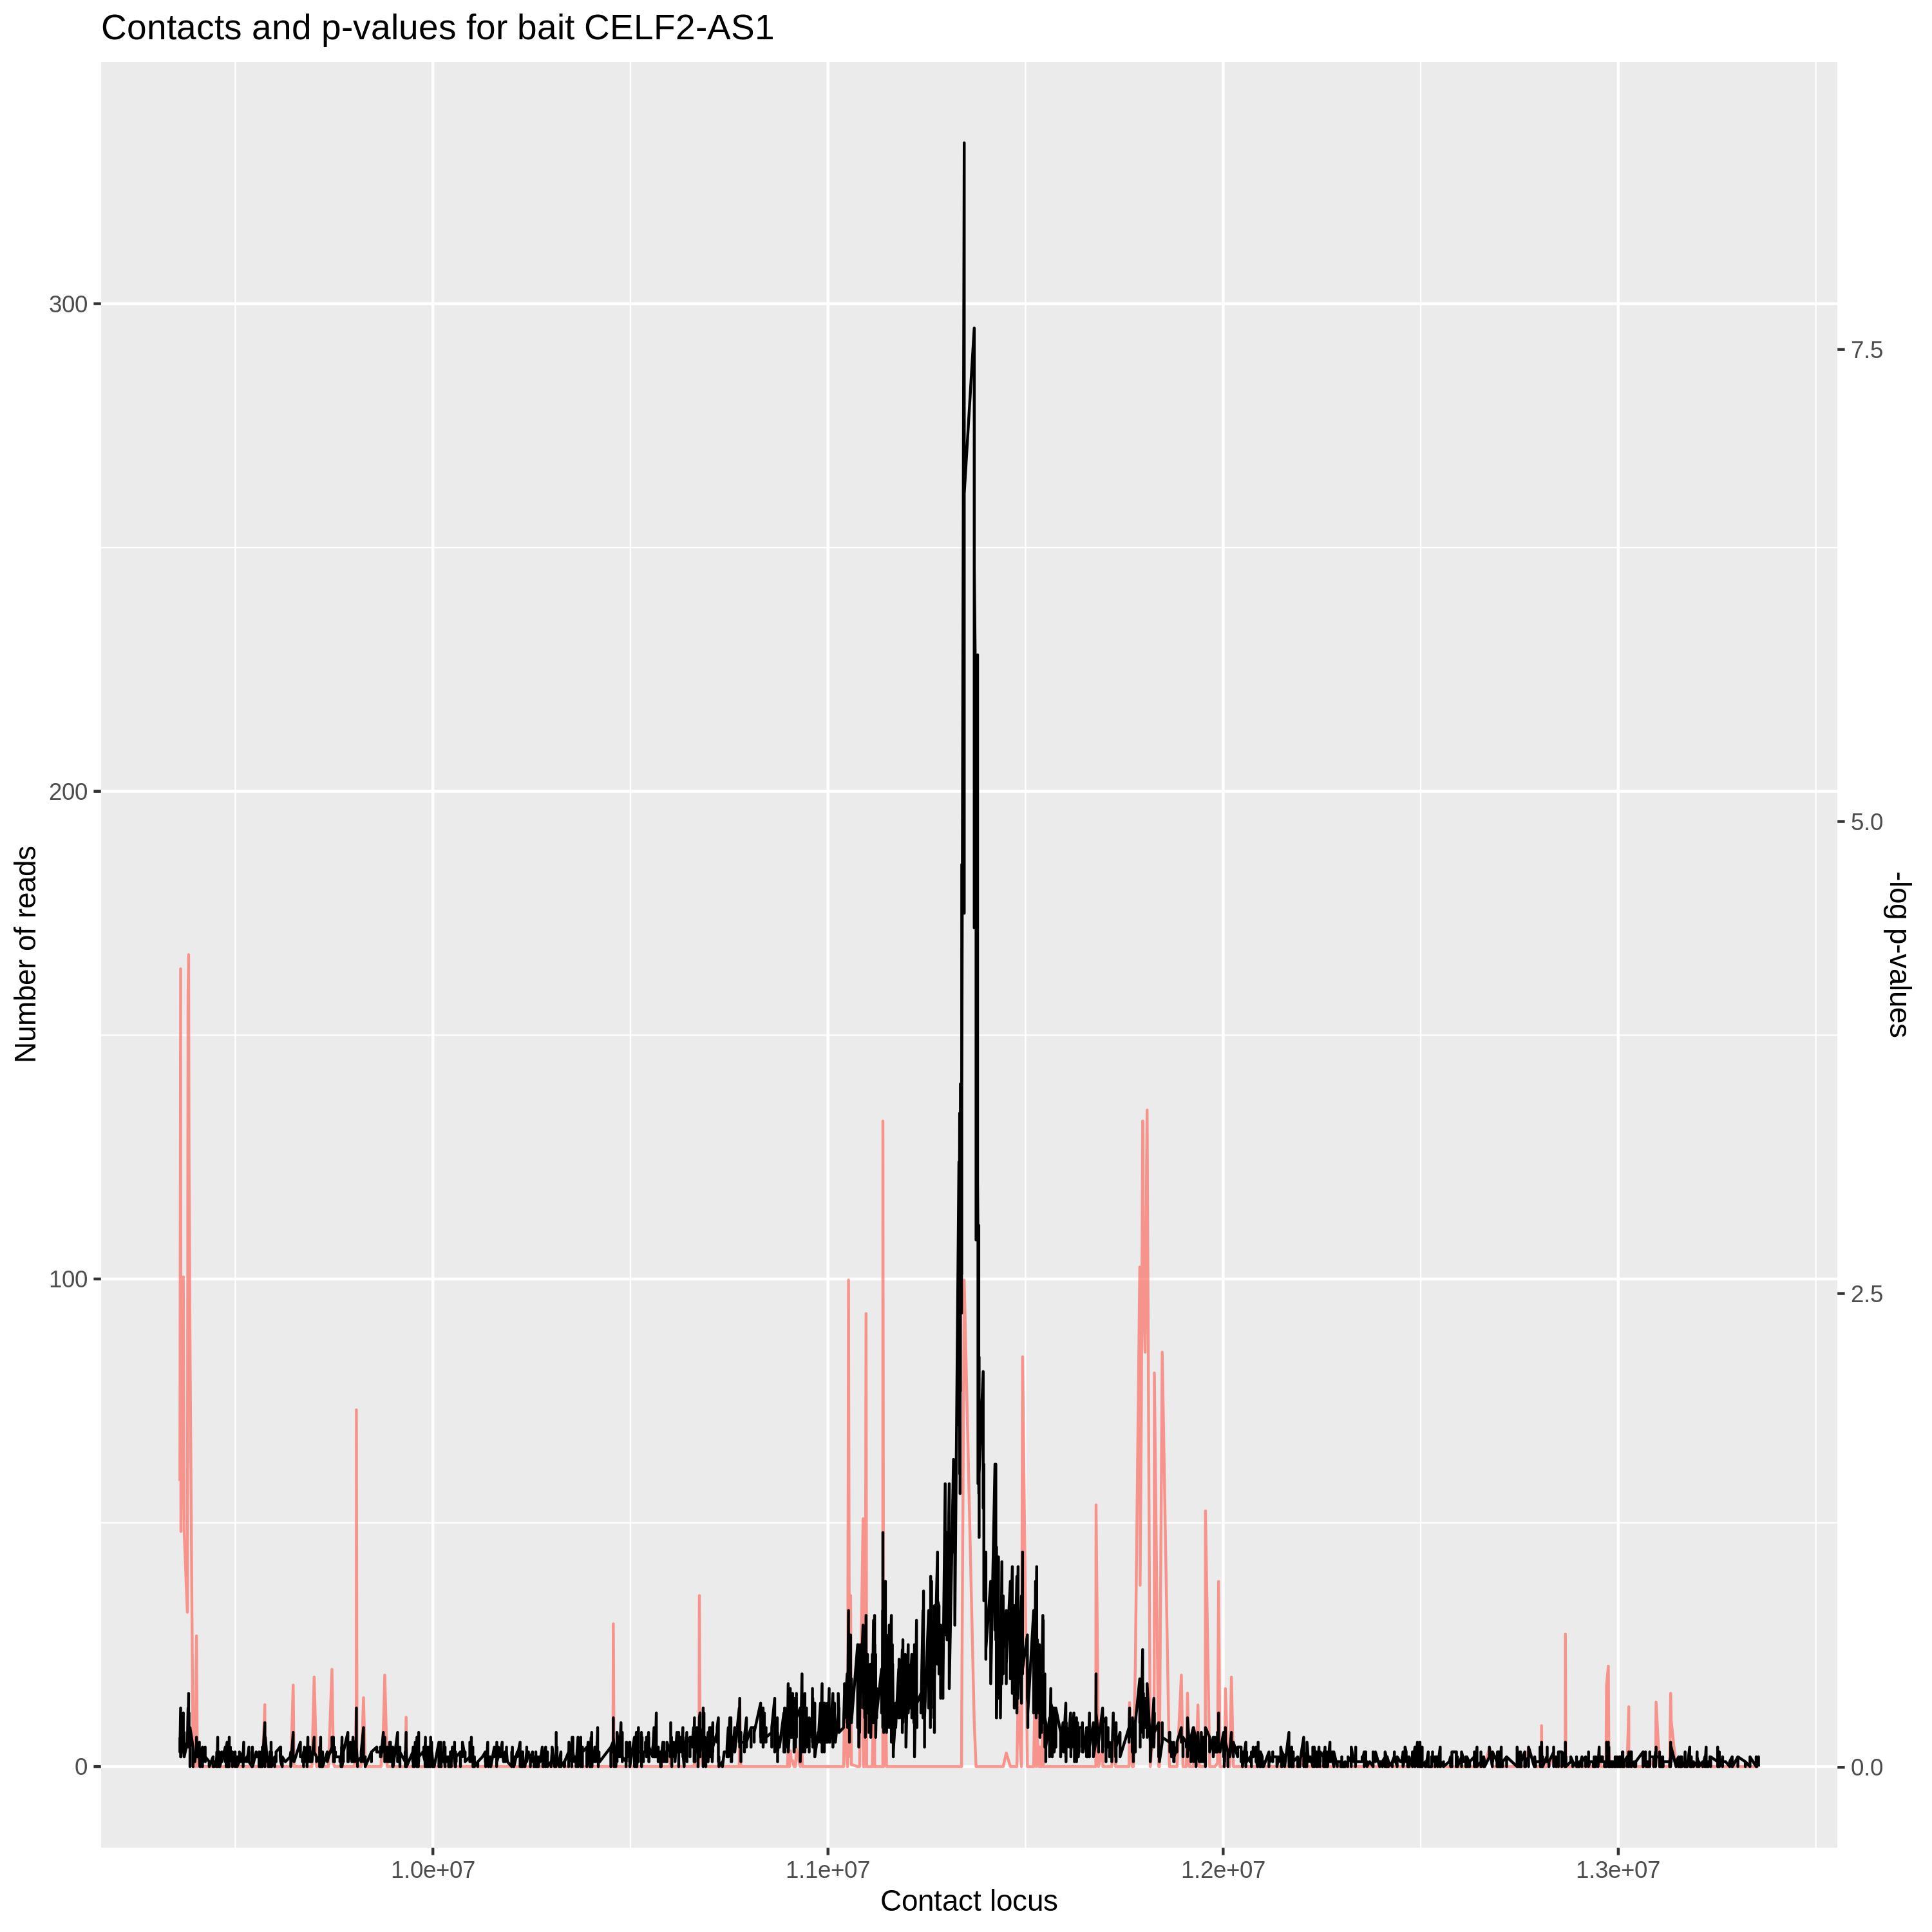 Contacts and p-values for bait CELF2-AS1
300
200
100
0
Number of reads
7.5
5.0
2.5
0.0
-log p-values
1.0e+07
1.1e+07
1.2e+07
1.3e+07
Contact locus